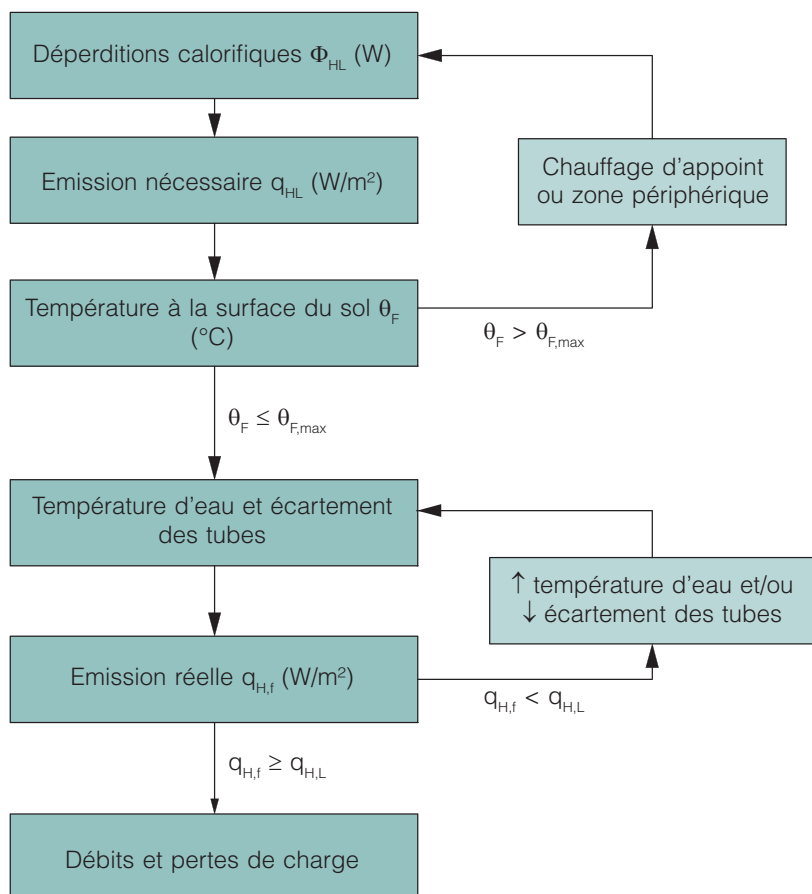 Déperditions calorifiques Φ_HL (W)
Emission nécessaire q_HL (W/m²)
Chauffage d'appoint
ou zone périphérique
Température à la surface du sol θ_F
(°C)
θ_F > θ_F,max
θ_F ≤ θ_F,max
Température d'eau et écartement
des tubes
↑ température d'eau et/ou
↓ écartement des tubes
Emission réelle q_H,f (W/m²)
q_H,f < q_H,L
q_H,f ≥ q_H,L
Débits et pertes de charge